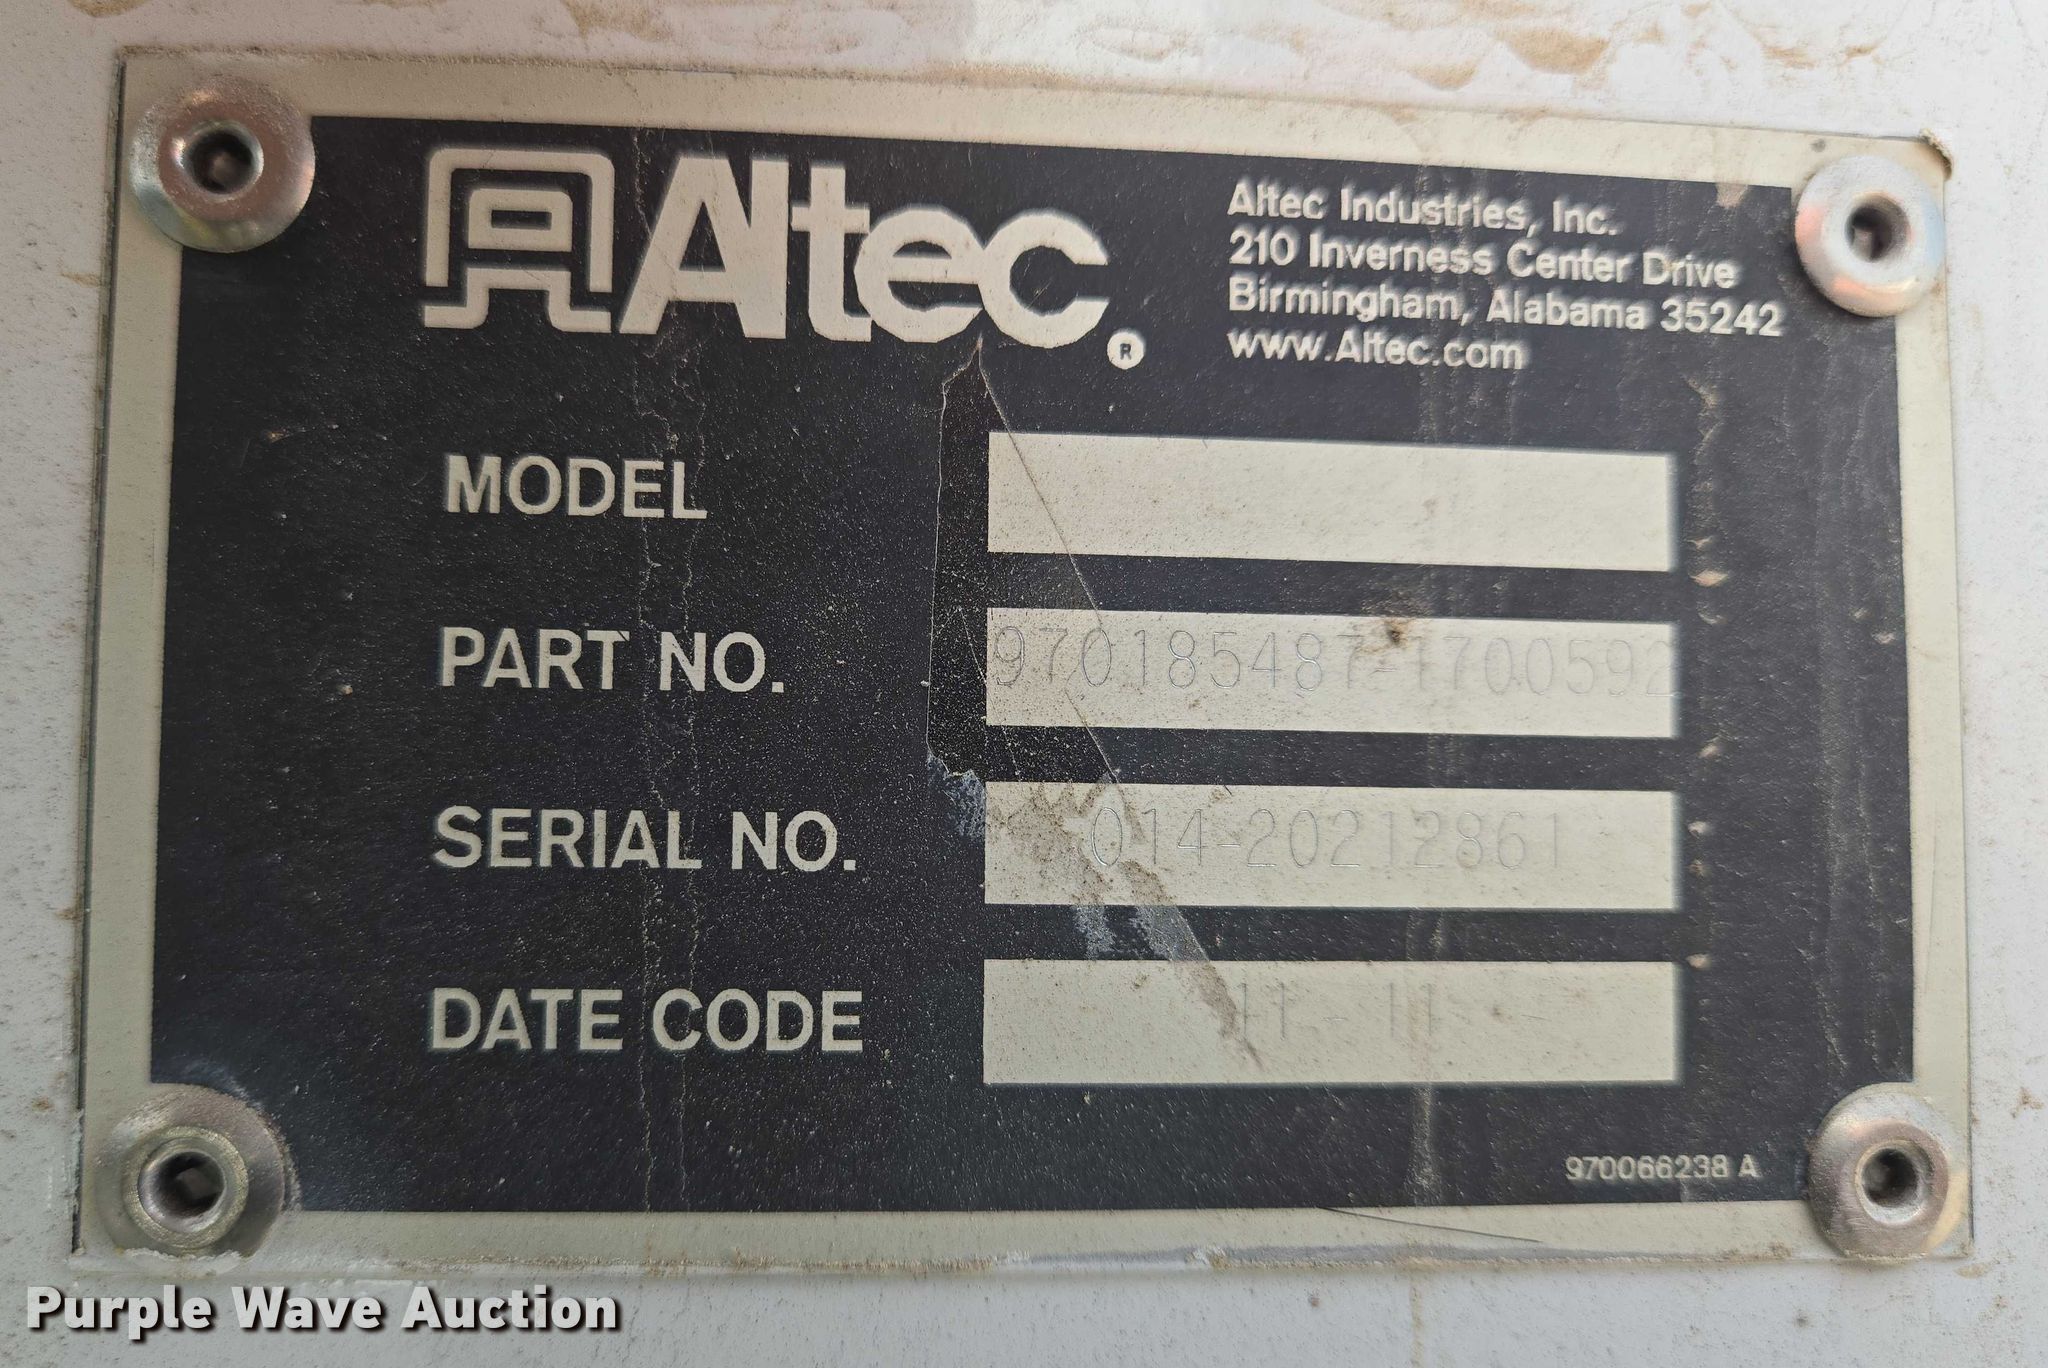 Altec®
Altec Industries, Inc.
210 Inverness Center Drive
Birmingham, Alabama 35242
www.Altec.com
MODEL
PART NO. 970185487-1700592
SERIAL NO. 014-20212861
DATE CODE 11-11
970066238 A
Purple Wave Auction